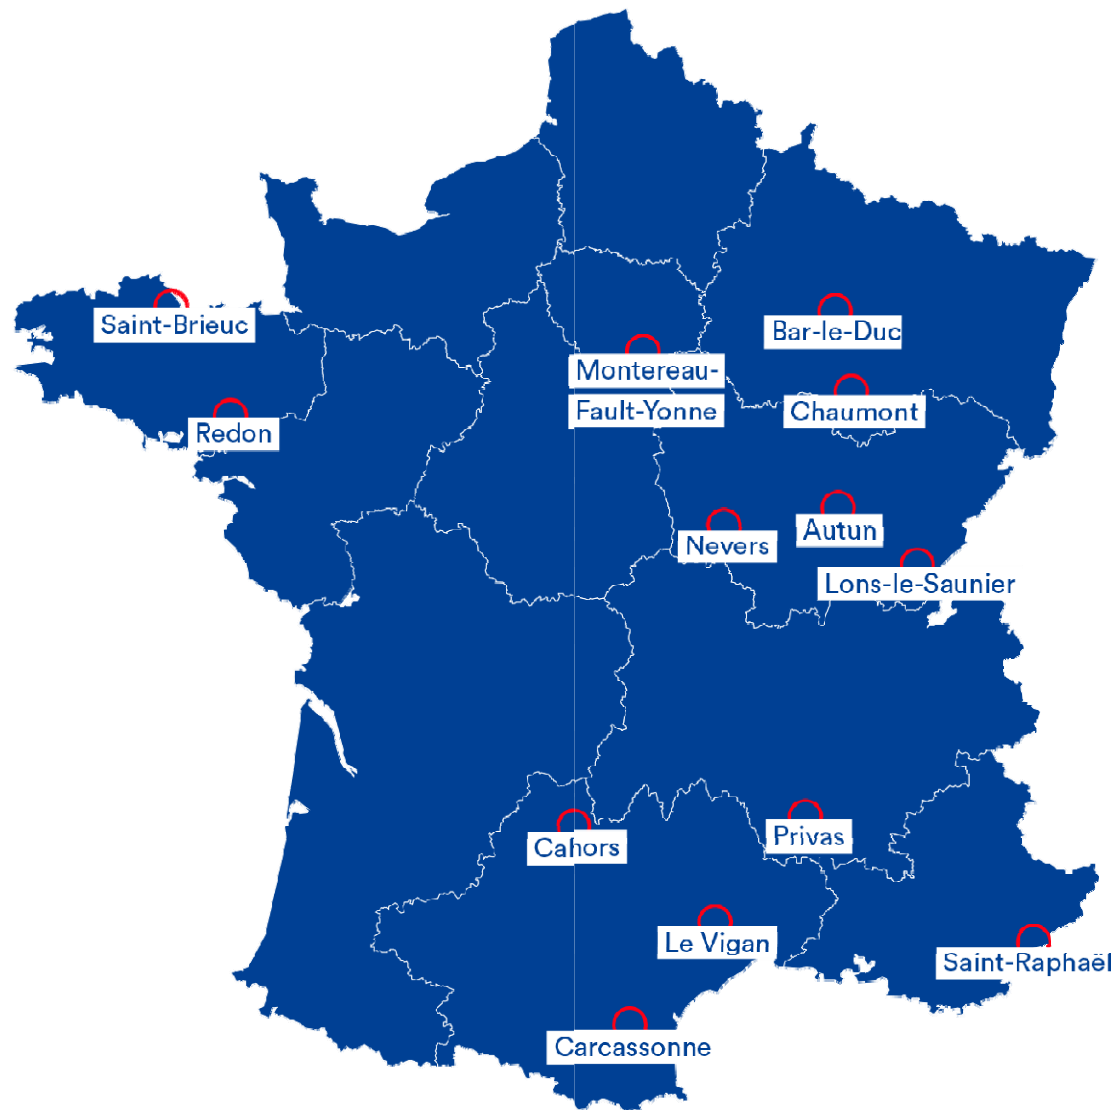 Saint-Brieuc
Bar-le-Duc
Montereau-
Fault-Yonne
Chaumont
Redon
Autun
Nevers
Lons-le-Saunier
Privas
Cahors
Le Vigan
Saint-Raphaël
Carcassonne